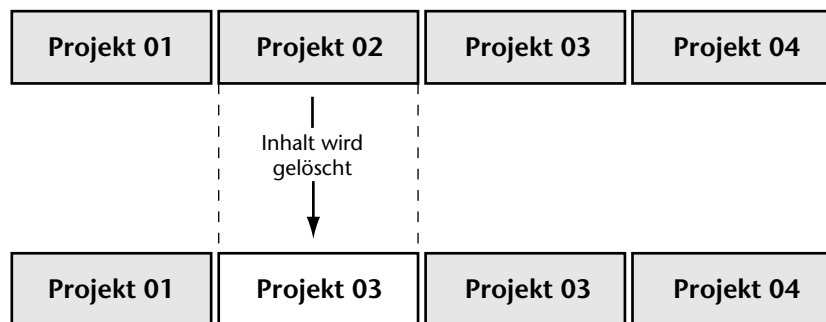 Projekt 01 Projekt 02 Projekt 03 Projekt 04
Inhalt wird
gelöscht
Projekt 01 Projekt 03 Projekt 03 Projekt 04